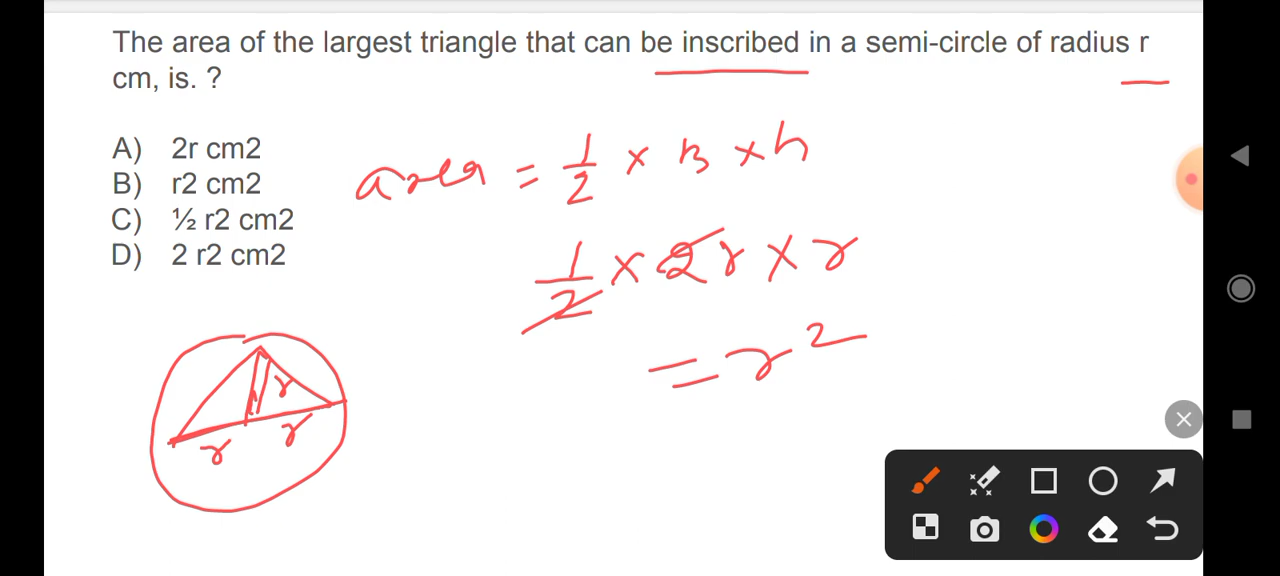 The area of the largest triangle that can be inscribed in a semi-circle of radius r
cm, is. ?
A) 2r cm2
B) r2 cm2
C) ½ r2 cm2
D) 2 r2 cm2
area = 1/2 × B × h
1/2 × 2r × r
= r²
h
r
r
r